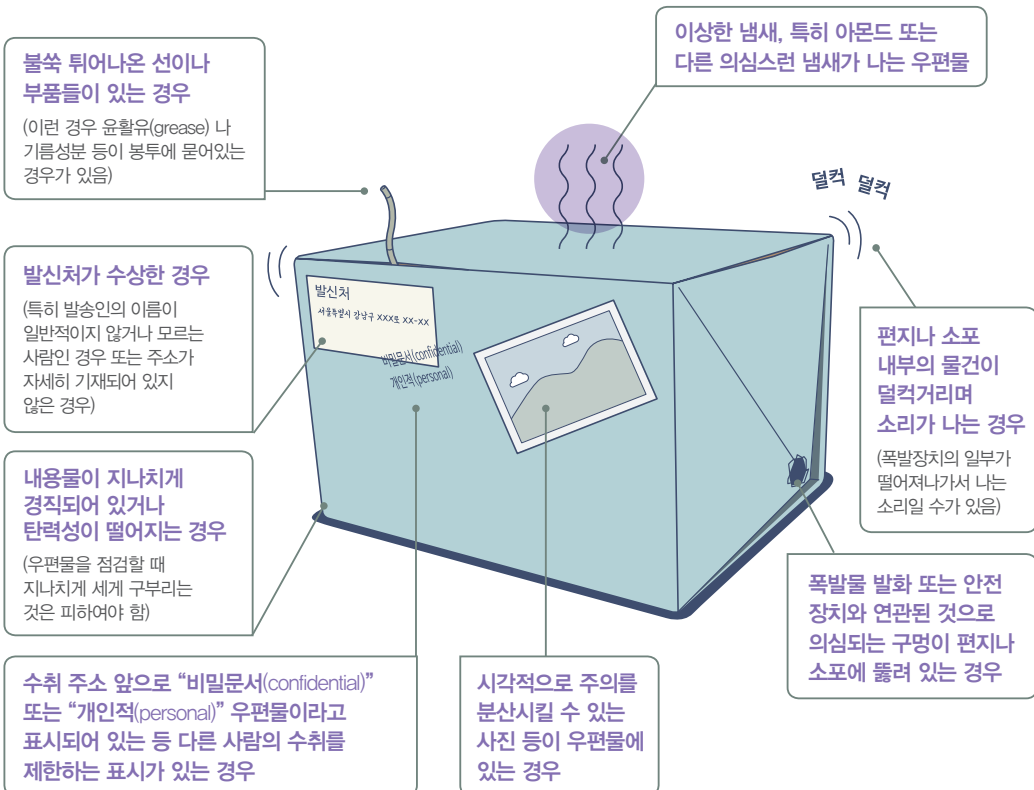 불쑥 튀어나온 선이나
부품들이 있는 경우
(이런 경우 윤활유(grease) 나
기름성분 등이 봉투에 묻어있는
경우가 있음)
이상한 냄새, 특히 아몬드 또는
다른 의심스런 냄새가 나는 우편물
덜컥 덜컥
발신처가 수상한 경우
(특히 발송인의 이름이
일반적이지 않거나 모르는
사람인 경우 또는 주소가
자세히 기재되어 있지
않은 경우)
발신처
서울특별시 강남구 XXX로 XX-XX
비밀문서(confidential)
개인적(personal)
편지나 소포
내부의 물건이
덜컥거리며
소리가 나는 경우
(폭발장치의 일부가
떨어져나가서 나는
소리일 수가 있음)
내용물이 지나치게
경직되어 있거나
탄력성이 떨어지는 경우
(우편물을 점검할 때
지나치게 세게 구부리는
것은 피하여야 함)
폭발물 발화 또는 안전
장치와 연관된 것으로
의심되는 구멍이 편지나
소포에 뚫려 있는 경우
수취 주소 앞으로 “비밀문서(confidential)”
또는 “개인적(personal)” 우편물이라고
표시되어 있는 등 다른 사람의 수취를
제한하는 표시가 있는 경우
시각적으로 주의를
분산시킬 수 있는
사진 등이 우편물에
있는 경우